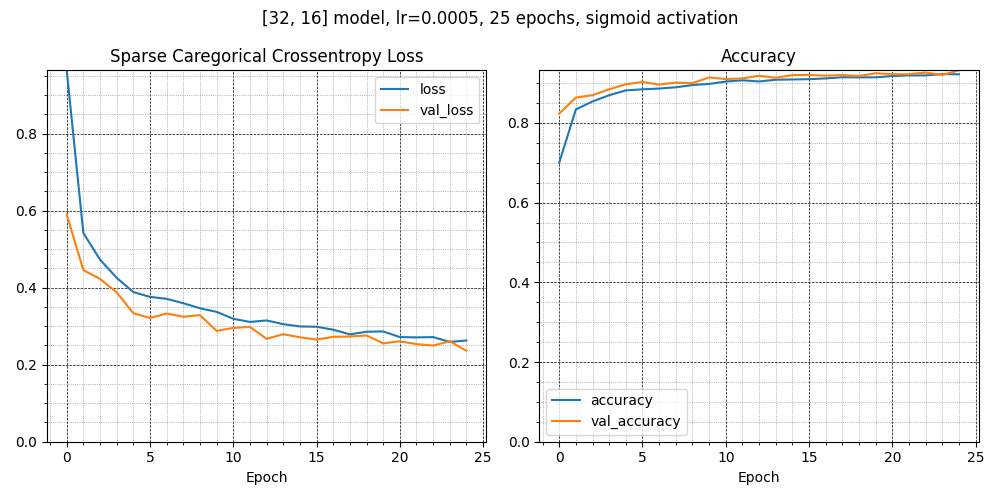 [32, 16] model, lr=0.0005, 25 epochs, sigmoid activation
Sparse Caregorical Crossentropy Loss
loss
val_loss
0.8
0.6
0.4
0.2
0.0
0 5 10 15 20 25
Epoch
Accuracy
0.8
0.6
0.4
0.2
0.0
accuracy
val_accuracy
0 5 10 15 20 25
Epoch